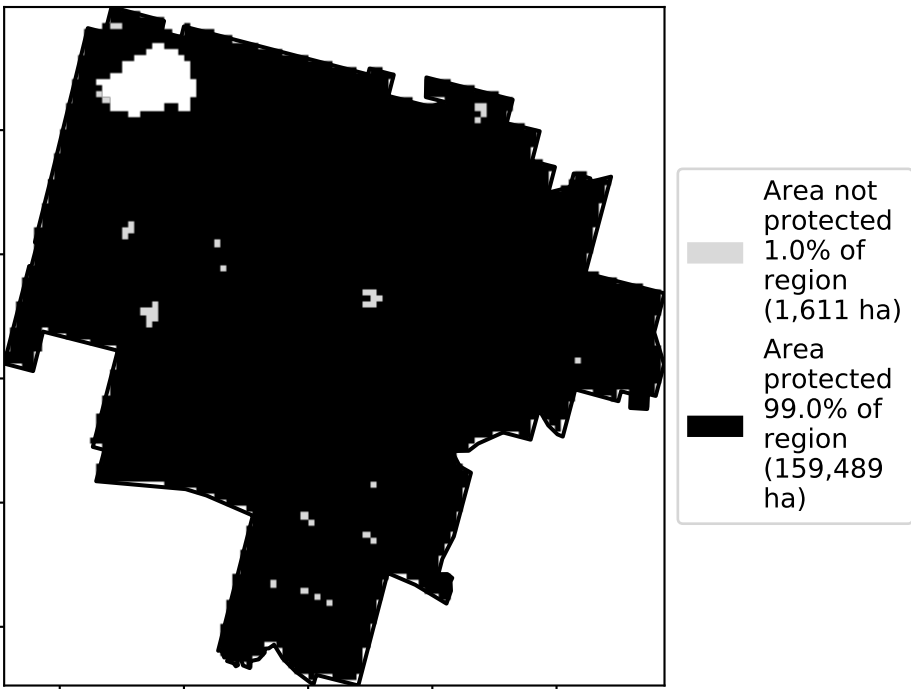 Area not
protected
1.0% of
region
(1,611 ha)
Area
protected
99.0% of
region
(159,489
ha)